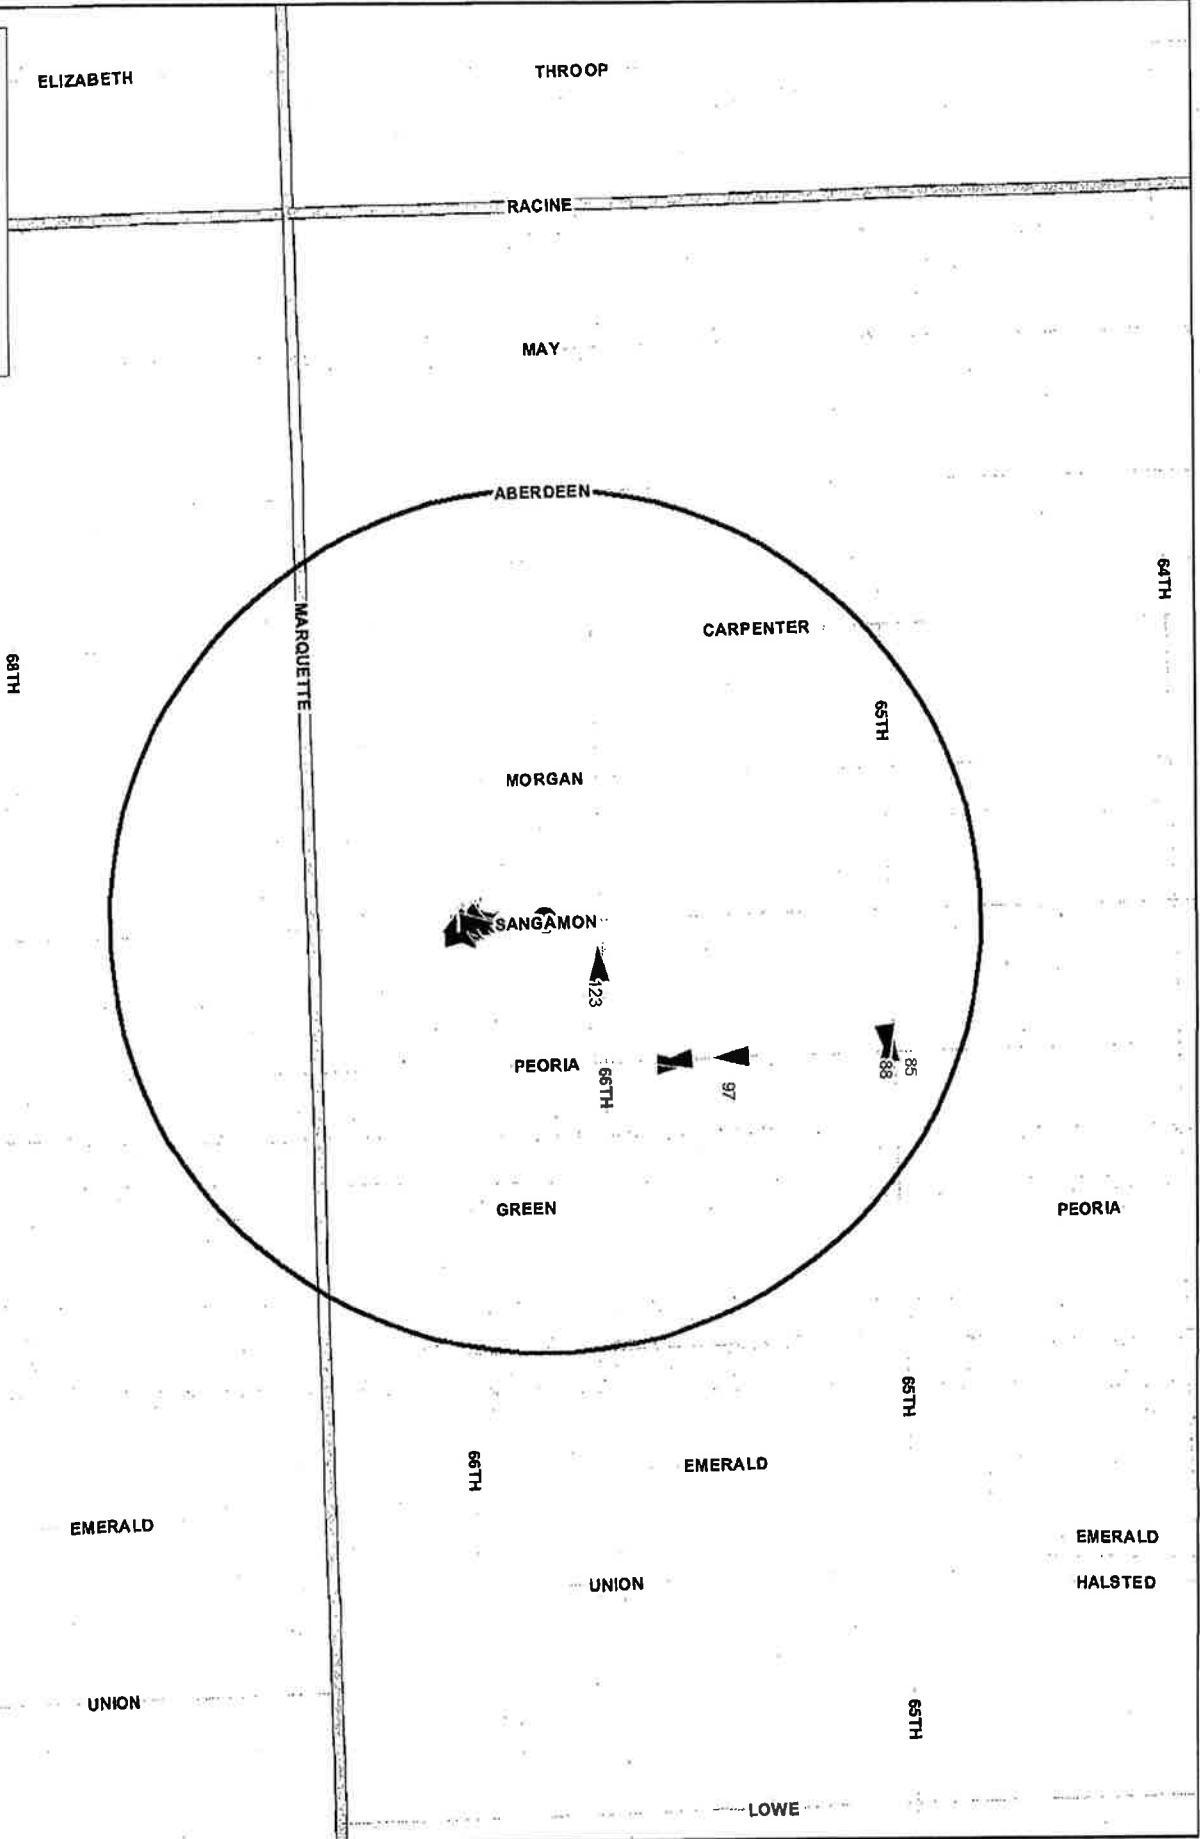 ELIZABETH
THROOP
RACINE
MAY
ABERDEEN
64TH
CARPENTER
MARQUETTE
68TH
65TH
MORGAN
SANGAMON
123
PEORIA
66TH
97
88
85
GREEN
PEORIA
65TH
66TH
EMERALD
EMERALD
EMERALD
UNION
HALSTED
UNION
65TH
LOWE